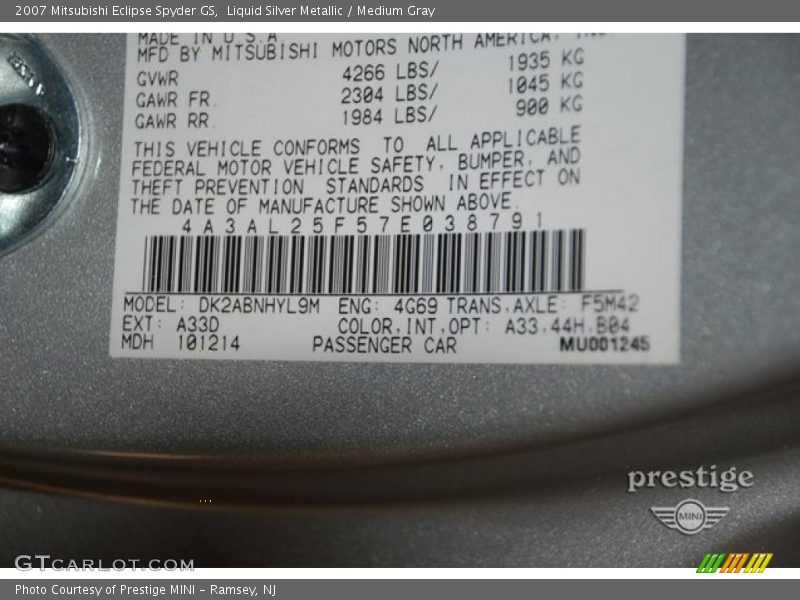 2007 Mitsubishi Eclipse Spyder GS, Liquid Silver Metallic / Medium Gray
MADE IN U.S.A.
MFD BY MITSUBISHI MOTORS NORTH AMERICA, INC
GVWR 4266 LBS/ 1935 KG
GAWR FR. 2304 LBS/ 1045 KG
GAWR RR. 1984 LBS/ 900 KG
THIS VEHICLE CONFORMS TO ALL APPLICABLE
FEDERAL MOTOR VEHICLE SAFETY, BUMPER, AND
THEFT PREVENTION STANDARDS IN EFFECT ON
THE DATE OF MANUFACTURE SHOWN ABOVE.
4A3AL25F57E038791
MODEL: DK2ABNHYL9M ENG: 4G69 TRANS.AXLE: F5M42
EXT: A33D COLOR.INT.OPT: A33.44H.B04
MDH 101214 PASSENGER CAR MU001245
prestige
MINI
GTcarlot.com
Photo Courtesy of Prestige MINI - Ramsey, NJ